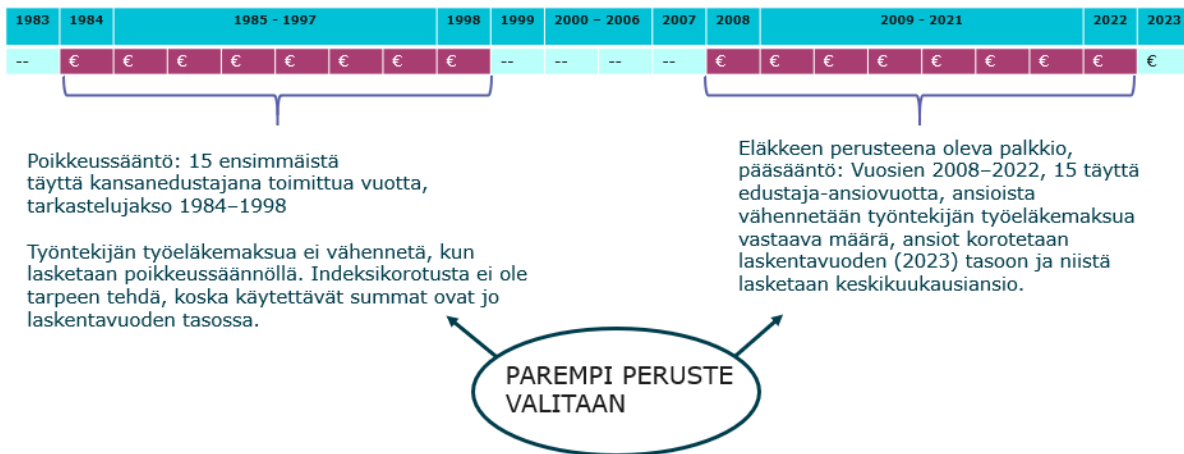 1983 1984 1985 - 1997 1998 1999 2000 – 2006 2007 2008 2009 - 2021 2022 2023
-- € € € € € € € € -- -- -- -- € € € € € € € € €
Poikkeussääntö: 15 ensimmäistä
täyttä kansanedustajana toimittua vuotta,
tarkastelujakso 1984–1998
Työntekijän työeläkemaksua ei vähennetä, kun
lasketaan poikkeussäännöllä. Indeksikorotusta ei ole
tarpeen tehdä, koska käytettävät summat ovat jo
laskentavuoden tasossa.
Eläkkeen perusteena oleva palkkio,
pääsääntö: Vuosien 2008–2022, 15 täyttä
edustaja-ansiovuotta, ansioista
vähennetään työntekijän työeläkemaksua
vastaava määrä, ansiot korotetaan
laskentavuoden (2023) tasoon ja niistä
lasketaan keskikuukausiansio.
PAREMPI PERUSTE
VALITAAN